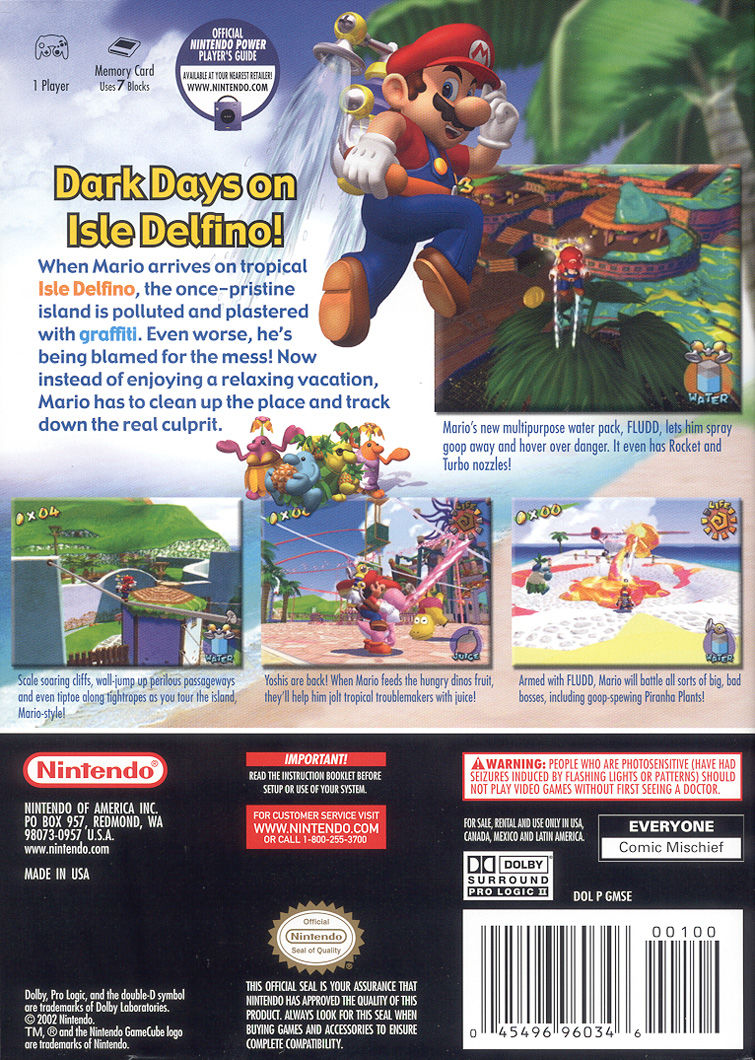 1 Player
Memory Card
Uses 7 Blocks
OFFICIAL
NINTENDO POWER
PLAYER'S GUIDE
AVAILABLE AT YOUR NEAREST RETAILER!
WWW.NINTENDO.COM
M
Dark Days on
Isle Delfino!
When Mario arrives on tropical
Isle Delfino, the once-pristine
island is polluted and plastered
with graffiti. Even worse, he's
being blamed for the mess! Now
instead of enjoying a relaxing vacation,
Mario has to clean up the place and track
down the real culprit.
WATER
Mario's new multipurpose water pack, FLUDD, lets him spray
goop away and hover over danger. It even has Rocket and
Turbo nozzles!
0x04
WATER
Scale soaring cliffs, wall-jump up perilous passageways
and even tiptoe along tightropes as you tour the island,
Mario-style!
LIFE
JUICE
Yoshis are back! When Mario feeds the hungry dinos fruit,
they'll help him jolt tropical troublemakers with juice!
0x00
LIFE
WATER
Armed with FLUDD, Mario will battle all sorts of big, bad
bosses, including goop-spewing Piranha Plants!
Nintendo®
NINTENDO OF AMERICA INC.
PO BOX 957, REDMOND, WA
98073-0957 U.S.A.
www.nintendo.com
MADE IN USA
IMPORTANT!
READ THE INSTRUCTION BOOKLET BEFORE
SETUP OR USE OF YOUR SYSTEM.
FOR CUSTOMER SERVICE VISIT
WWW.NINTENDO.COM
OR CALL 1-800-255-3700
WARNING: PEOPLE WHO ARE PHOTOSENSITIVE (HAVE HAD
SEIZURES INDUCED BY FLASHING LIGHTS OR PATTERNS) SHOULD
NOT PLAY VIDEO GAMES WITHOUT FIRST SEEING A DOCTOR.
FOR SALE, RENTAL AND USE ONLY IN USA,
CANADA, MEXICO AND LATIN AMERICA.
EVERYONE
Comic Mischief
DOLBY
SURROUND
PRO LOGIC II
DOL P GMSE
Official
Nintendo
Seal of Quality
®
THIS OFFICIAL SEAL IS YOUR ASSURANCE THAT
NINTENDO HAS APPROVED THE QUALITY OF THIS
PRODUCT. ALWAYS LOOK FOR THIS SEAL WHEN
BUYING GAMES AND ACCESSORIES TO ENSURE
COMPLETE COMPATIBILITY.
Dolby, Pro Logic, and the double-D symbol
are trademarks of Dolby Laboratories.
© 2002 Nintendo.
TM, ® and the Nintendo GameCube logo
are trademarks of Nintendo.
00100
0 45496 96034 6